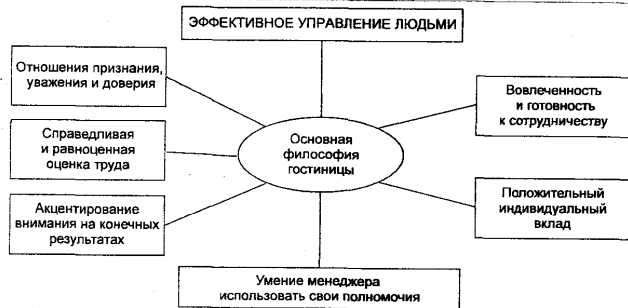 ЭФФЕКТИВНОЕ УПРАВЛЕНИЕ ЛЮДЬМИ
Отношения признания,
уважения и доверия
Вовлеченность
и готовность
к сотрудничеству
Справедливая
и равноценная
оценка труда
Основная
философия
гостиницы
Акцентирование
внимания на конечных
результатах
Положительный
индивидуальный
вклад
Умение менеджера
использовать свои полномочия